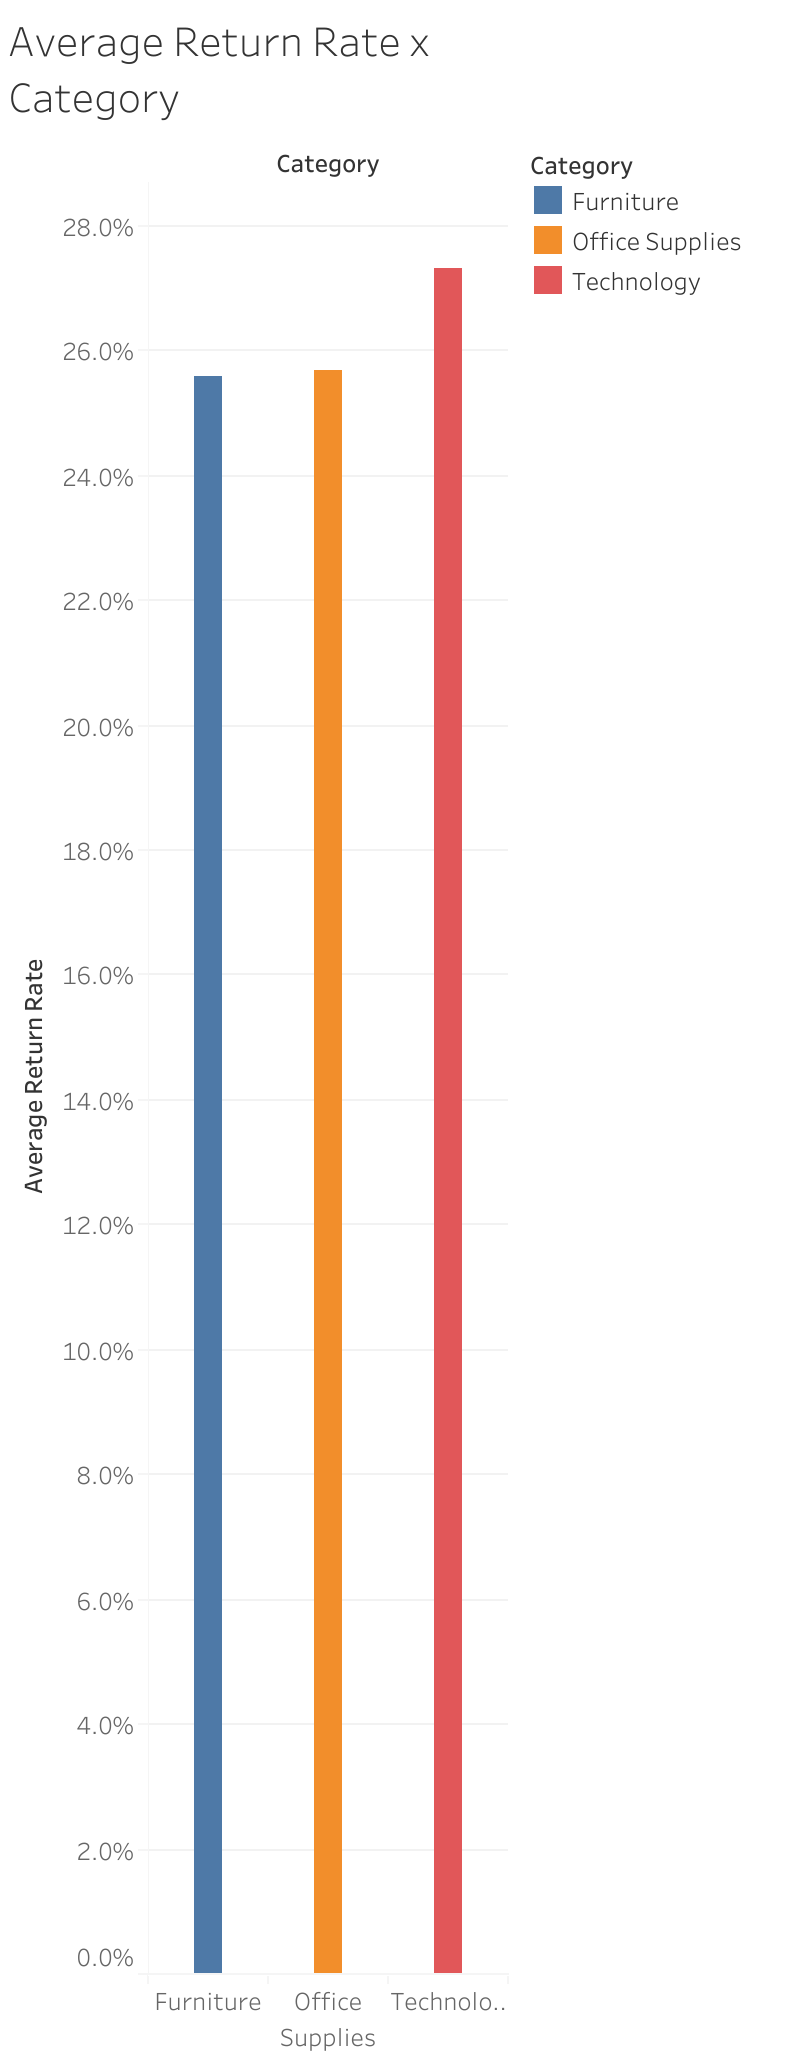 Average Return Rate x
Category
Category
Category
Furniture
Office Supplies
Technology
28.0%
26.0%
24.0%
22.0%
20.0%
18.0%
16.0%
14.0%
12.0%
10.0%
8.0%
6.0%
4.0%
2.0%
0.0%
Average Return Rate
Furniture
Office
Supplies
Technolo..